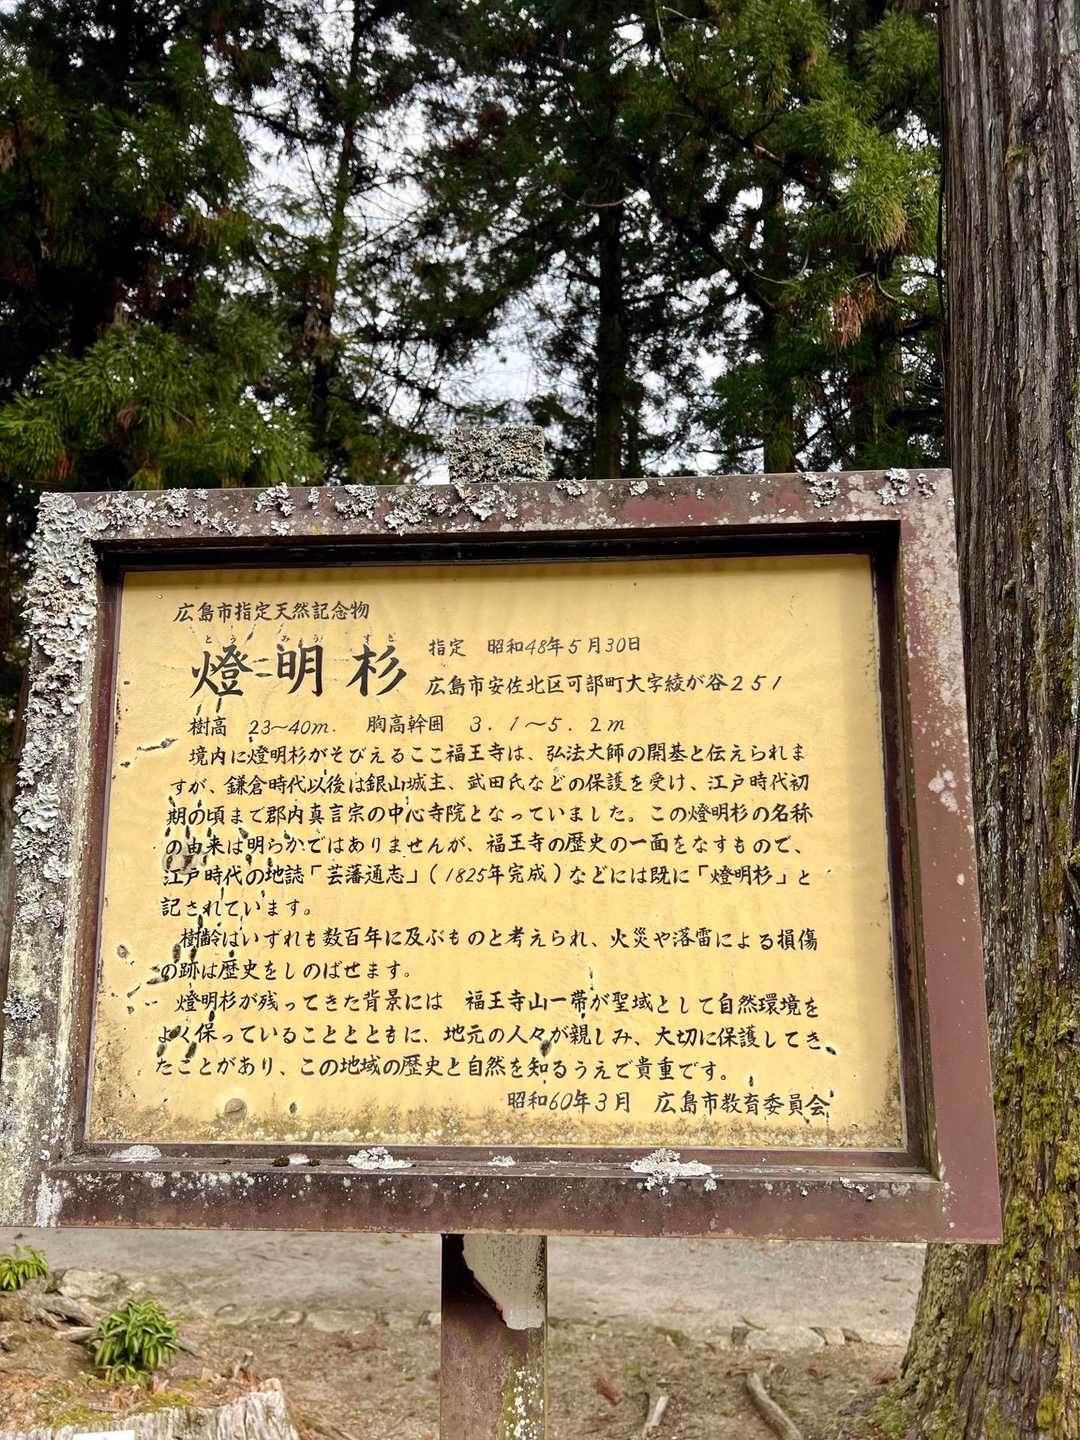 広島市指定天然記念物
とう みょう すぎ
燈明杉
指定 昭和48年5月30日
広島市安佐北区可部町大字綾が谷251
樹高 23~40m. 胸高幹囲 3.1~5.2m
境内に燈明杉がそびえるここ福王寺は、弘法大師の開基と伝えられま
すが、鎌倉時代以後は銀山城主、武田氏などの保護を受け、江戸時代初
期の頃まで郡内真言宗の中心寺院となっていました。この燈明杉の名称
の由来は明らかではありませんが、福王寺の歴史の一面をなすもので、
江戸時代の地誌「芸藩通志」(1825年完成)などには既に「燈明杉」と
記されています。
樹齢はいずれも数百年に及ぶものと考えられ、火災や落雷による損傷
の跡は歴史をしのばせます。
燈明杉が残ってきた背景には 福王寺山一帯が聖域として自然環境を
よく保っていることとともに、地元の人々が親しみ、大切に保護してき
たことがあり、この地域の歴史と自然を知るうえで貴重です。
昭和60年3月 広島市教育委員会